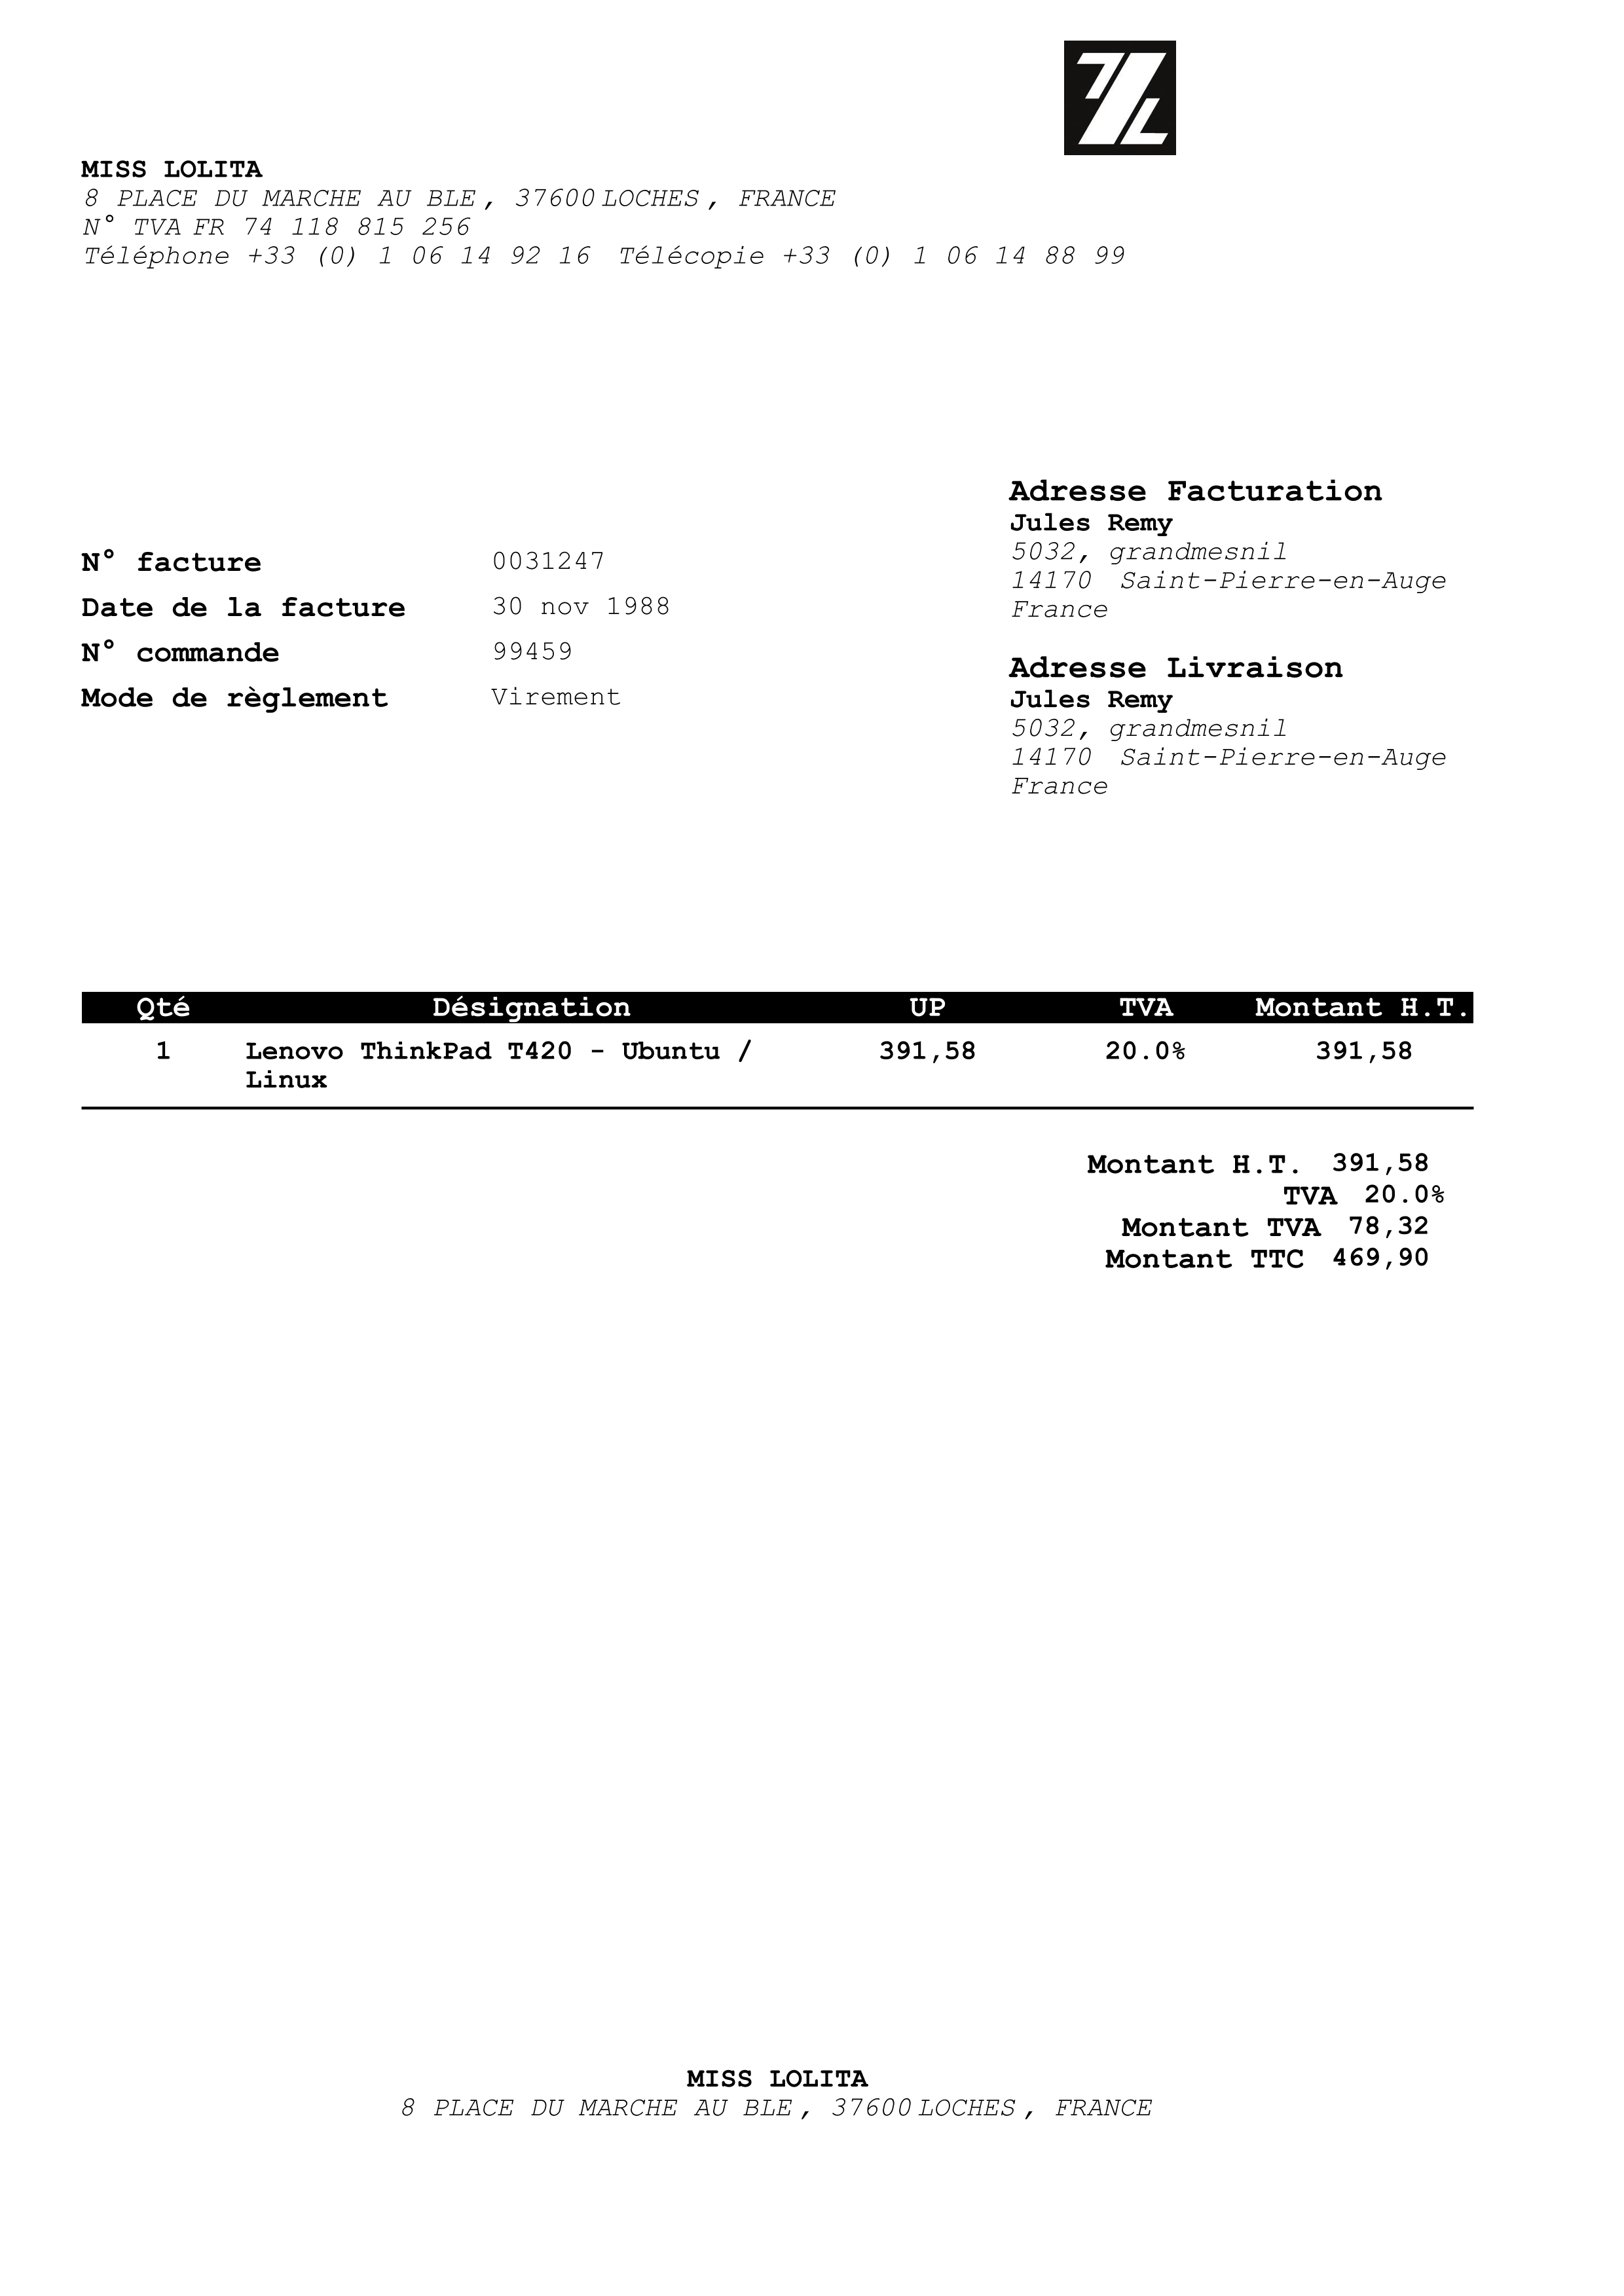 MISS LOLITA
8 PLACE DU MARCHE AU BLE, 37600 LOCHES, FRANCE
N° TVA FR 74 118 815 256
Téléphone +33 (0) 1 06 14 92 16 Télécopie +33 (0) 1 06 14 88 99
N° facture 0031247
Date de la facture 30 nov 1988
N° commande 99459
Mode de règlement Virement
Adresse Facturation
Jules Remy
5032, grandmesnil
14170 Saint-Pierre-en-Auge
France
Adresse Livraison
Jules Remy
5032, grandmesnil
14170 Saint-Pierre-en-Auge
France
Qté Désignation UP TVA Montant H.T.
1 Lenovo ThinkPad T420 - Ubuntu / 391,58 20.0% 391,58
Linux
Montant H.T. 391,58
TVA 20.0%
Montant TVA 78,32
Montant TTC 469,90
MISS LOLITA
8 PLACE DU MARCHE AU BLE, 37600 LOCHES, FRANCE